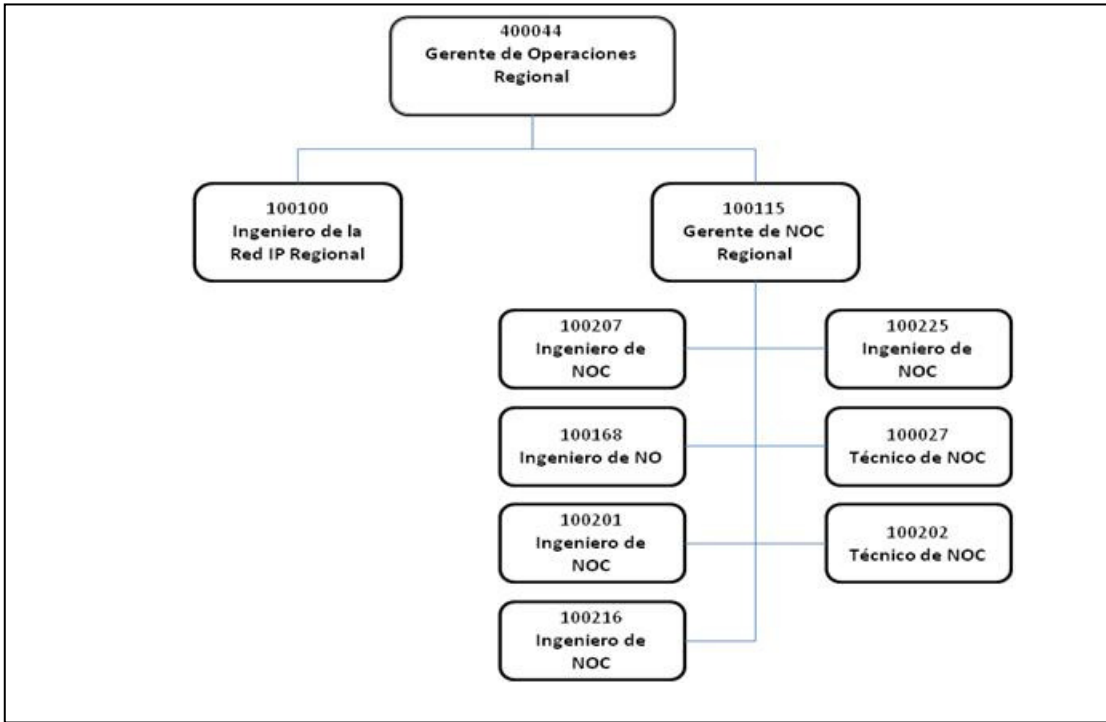 400044
Gerente de Operaciones
Regional
100100
Ingeniero de la
Red IP Regional
100115
Gerente de NOC
Regional
100207
Ingeniero de
NOC
100225
Ingeniero de
NOC
100168
Ingeniero de NO
100027
Técnico de NOC
100201
Ingeniero de
NOC
100202
Técnico de NOC
100216
Ingeniero de
NOC